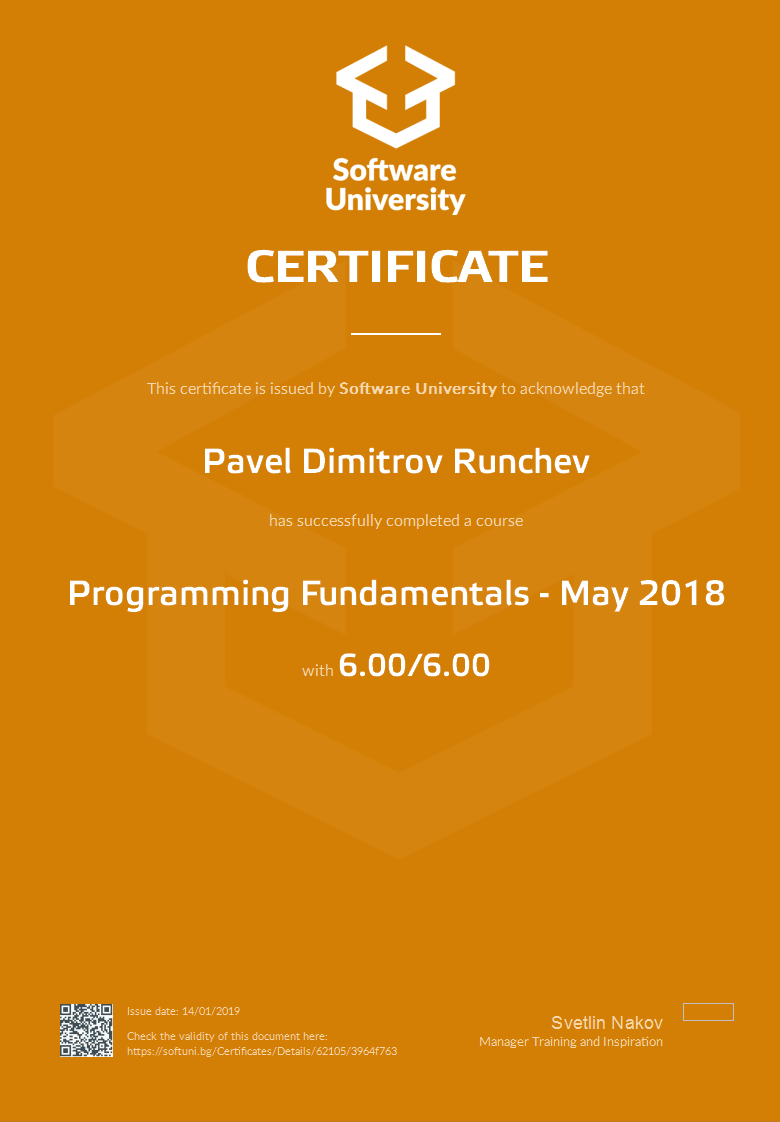 Software
University
CERTIFICATE
This certificate is issued by Software University to acknowledge that
Pavel Dimitrov Runchev
has successfully completed a course
Programming Fundamentals - May 2018
with 6.00/6.00
Issue date: 14/01/2019
Check the validity of this document here:
https://softuni.bg/Certificates/Details/62105/3964f763
Svetlin Nakov
Manager Training and Inspiration